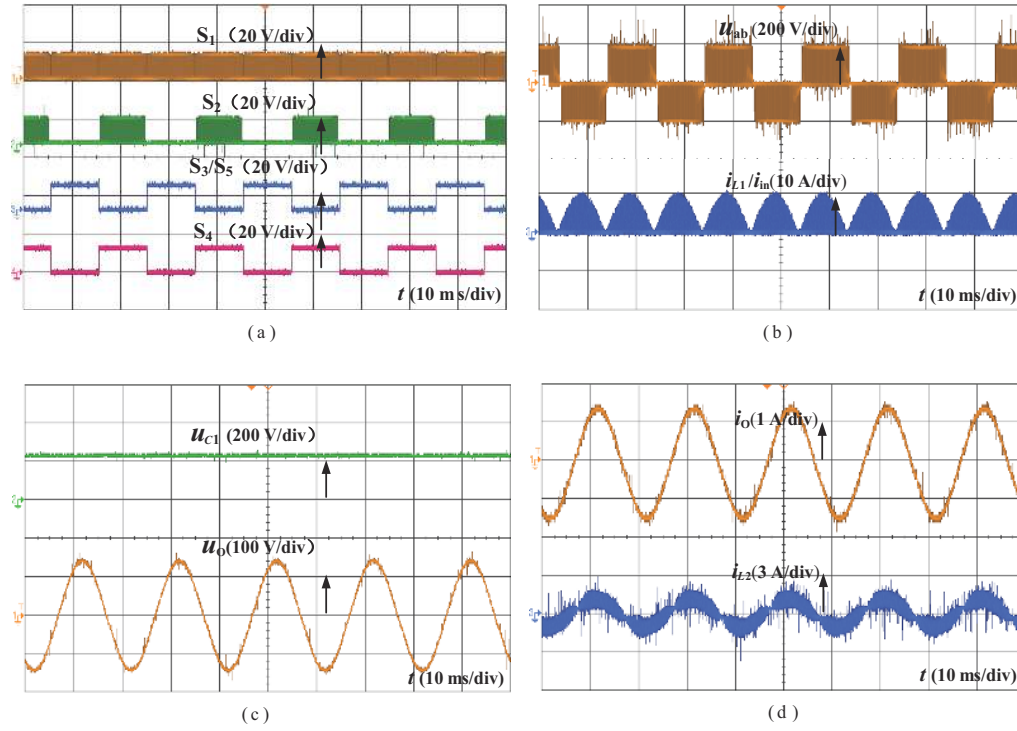 S1 (20 V/div)
S2 (20 V/div)
S3/S5 (20 V/div)
S4 (20 V/div)
t (10 ms/div)
(a)
uab (200 V/div)
iL1/iin(10 A/div)
t (10 ms/div)
(b)
uC1 (200 V/div)
uO(100 V/div)
t (10 ms/div)
(c)
iO(1 A/div)
iL2(3 A/div)
t (10 ms/div)
(d)